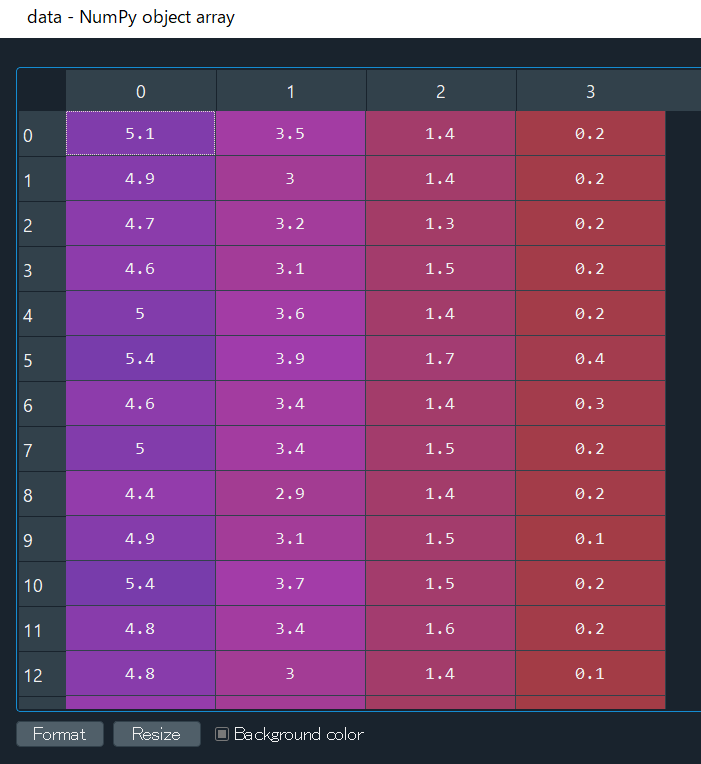 data - NumPy object array
0 1 2 3
0 5.1 3.5 1.4 0.2
1 4.9 3 1.4 0.2
2 4.7 3.2 1.3 0.2
3 4.6 3.1 1.5 0.2
4 5 3.6 1.4 0.2
5 5.4 3.9 1.7 0.4
6 4.6 3.4 1.4 0.3
7 5 3.4 1.5 0.2
8 4.4 2.9 1.4 0.2
9 4.9 3.1 1.5 0.1
10 5.4 3.7 1.5 0.2
11 4.8 3.4 1.6 0.2
12 4.8 3 1.4 0.1
Format Resize Background color